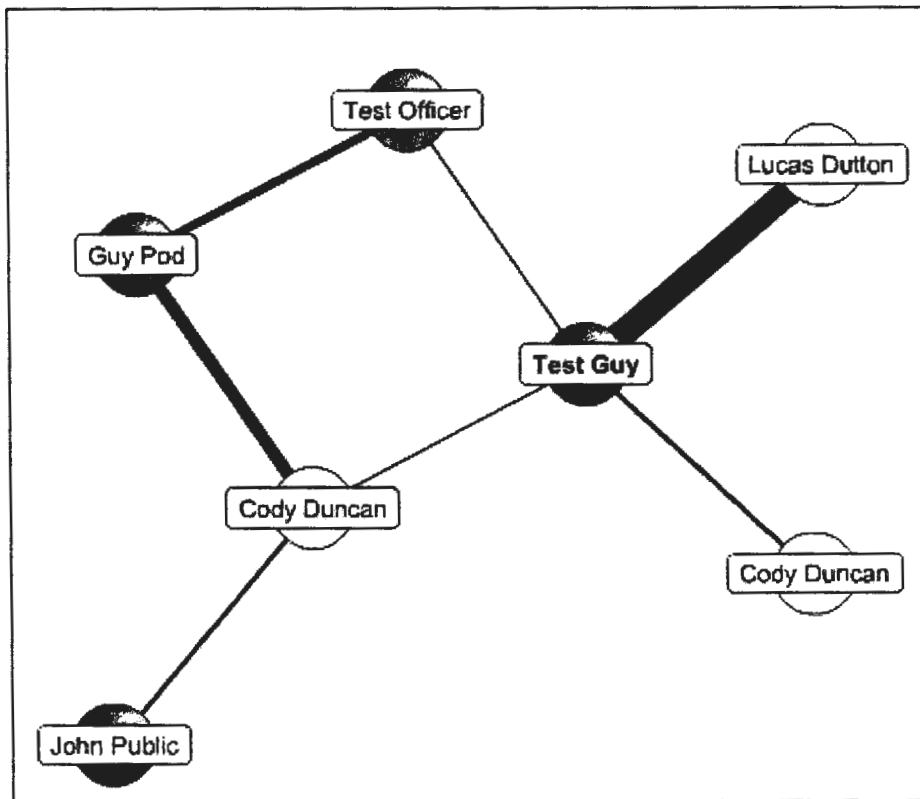 Test Officer
Lucas Dutton
Guy Pod
Test Guy
Cody Duncan
Cody Duncan
John Public